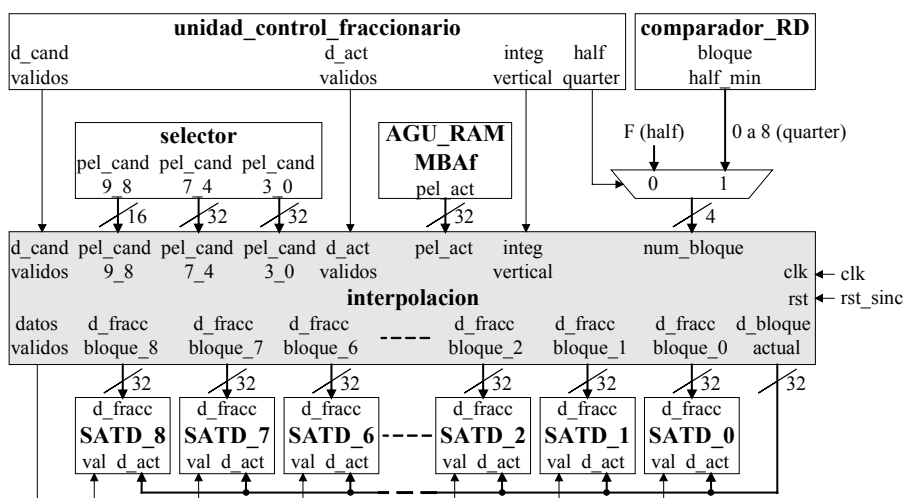 unidad_control_fraccionario
comparador_RD
d_cand d_act integ half
validos validos vertical quarter
bloque
half_min
selector
pel_cand pel_cand pel_cand
9_8 7_4 3_0
AGU_RAM
MBAf
pel_act
F (half)
0 a 8 (quarter)
0 1
16 32 32 32 4
d_cand pel_cand pel_cand pel_cand d_act pel_act integ num_bloque
validos 9_8 7_4 3_0 validos vertical
clk clk
interpolacion
rst rst_sinc
datos d_fracc d_fracc d_fracc d_fracc d_fracc d_fracc d_bloque
validos bloque_8 bloque_7 bloque_6 bloque_2 bloque_1 bloque_0 actual
32 32 32 32 32 32 32
d_fracc d_fracc d_fracc d_fracc d_fracc d_fracc
SATD_8 SATD_7 SATD_6 SATD_2 SATD_1 SATD_0
val d_act val d_act val d_act val d_act val d_act val d_act